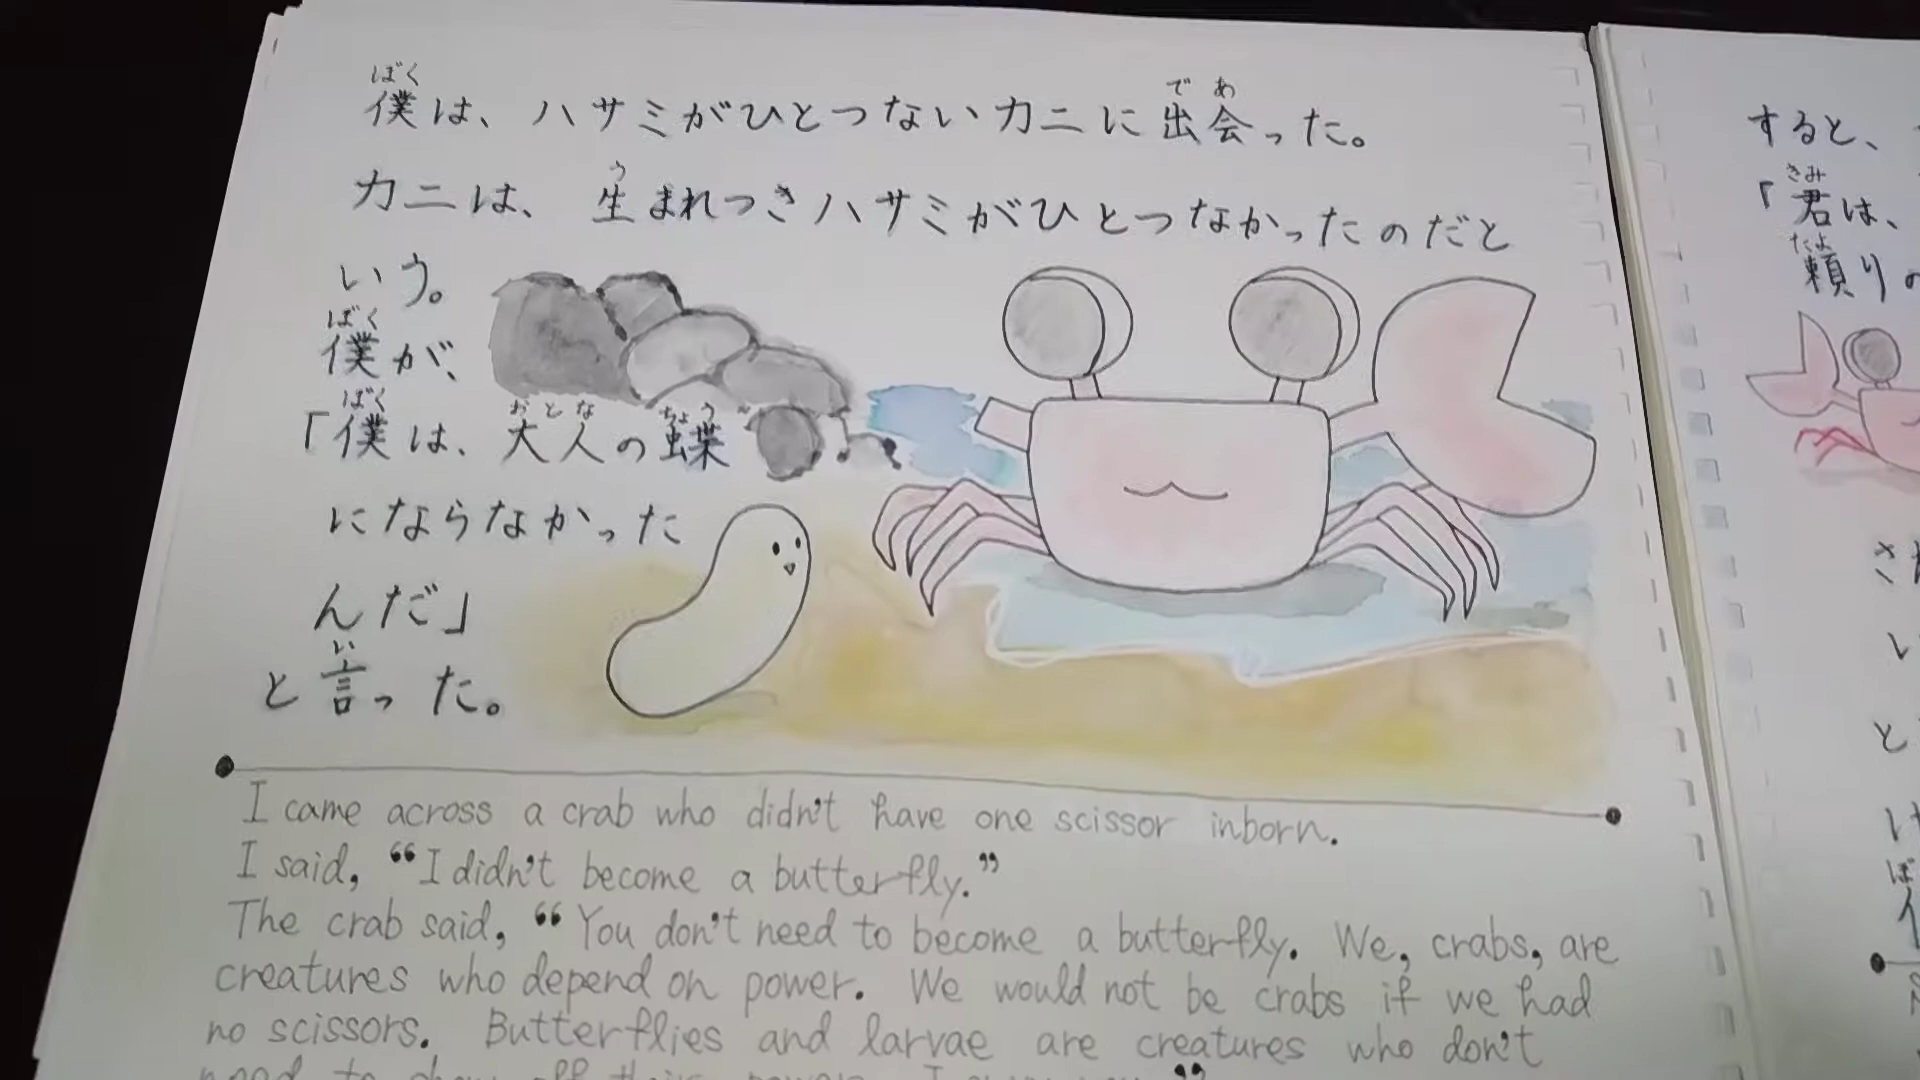 僕は、ハサミがひとつないカニに出会った。
カニは、生まれつきハサミがひとつなかったのだと
いう。
僕が、
「僕は、大人の蝶
にならなかった
んだ」
と言った。
I came across a crab who didn't have one scissor inborn.
I said, “I didn't become a butterfly.”
The crab said, “You don't need to become a butterfly. We, crabs, are
creatures who depend on power. We would not be crabs if we had
no scissors. Butterflies and larvae are creatures who don't
すると、
「君は、
頼り